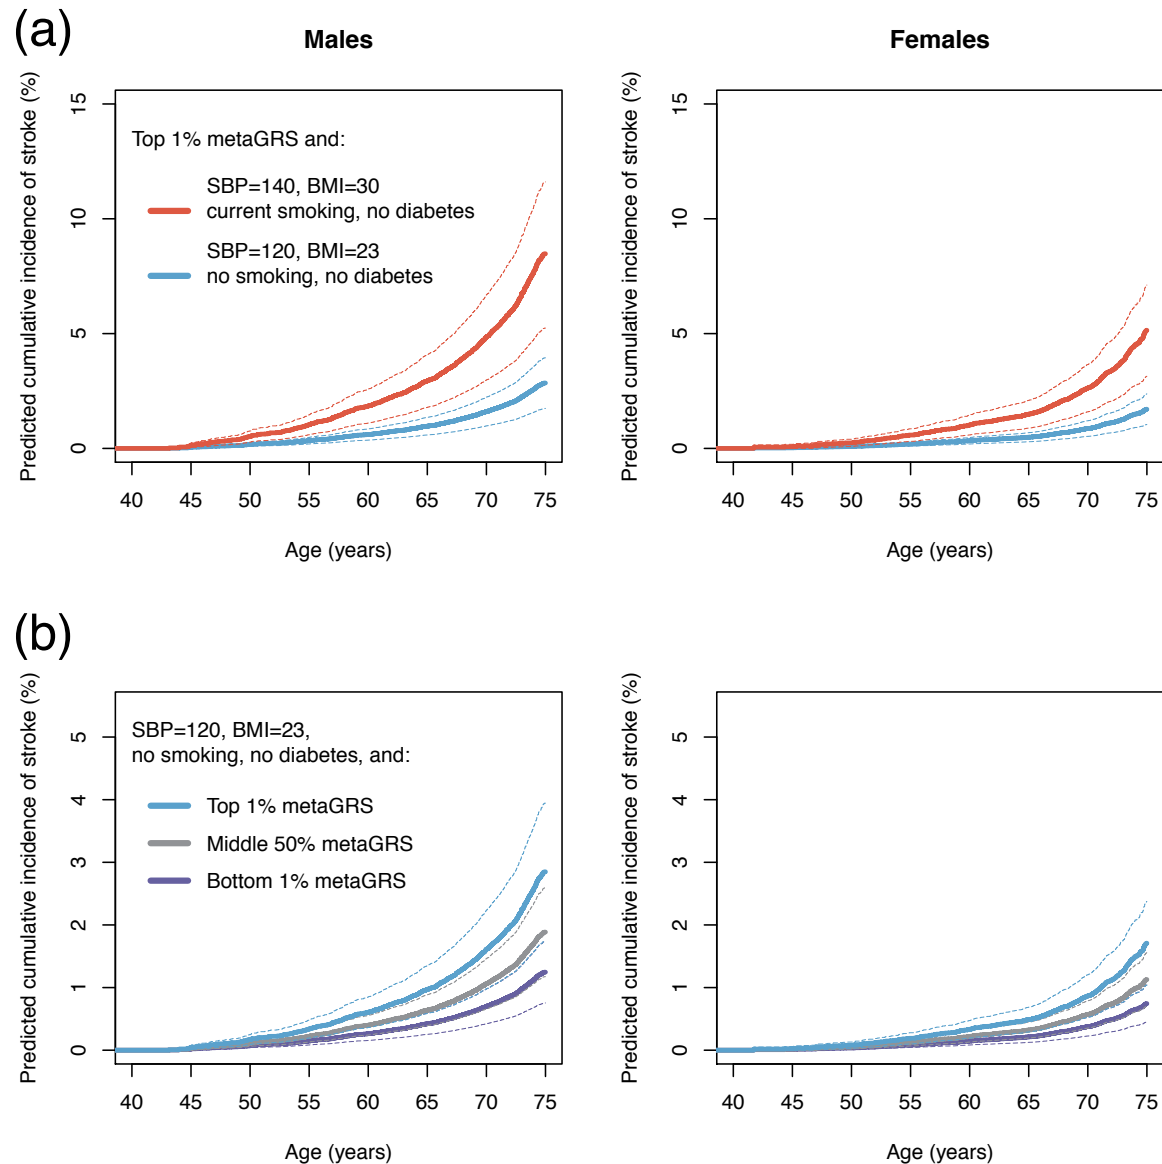 (a)
Males
Females
Predicted cumulative incidence of stroke (%)
15
10
5
0
Top 1% metaGRS and:
SBP=140, BMI=30
current smoking, no diabetes
SBP=120, BMI=23
no smoking, no diabetes
40 45 50 55 60 65 70 75
Age (years)
Predicted cumulative incidence of stroke (%)
15
10
5
0
40 45 50 55 60 65 70 75
Age (years)
(b)
Predicted cumulative incidence of stroke (%)
5
4
3
2
1
0
SBP=120, BMI=23,
no smoking, no diabetes, and:
Top 1% metaGRS
Middle 50% metaGRS
Bottom 1% metaGRS
40 45 50 55 60 65 70 75
Age (years)
Predicted cumulative incidence of stroke (%)
5
4
3
2
1
0
40 45 50 55 60 65 70 75
Age (years)